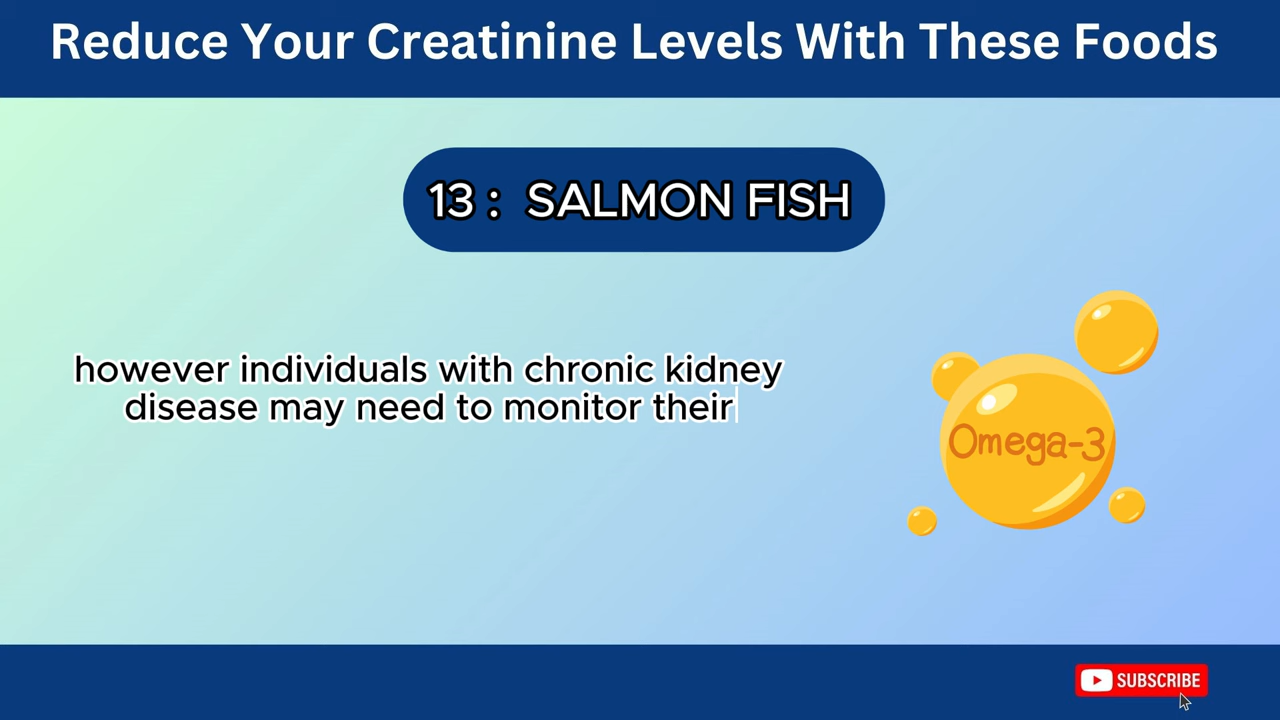 Reduce Your Creatinine Levels With These Foods
13 : SALMON FISH
however individuals with chronic kidney
disease may need to monitor their
Omega-3
SUBSCRIBE